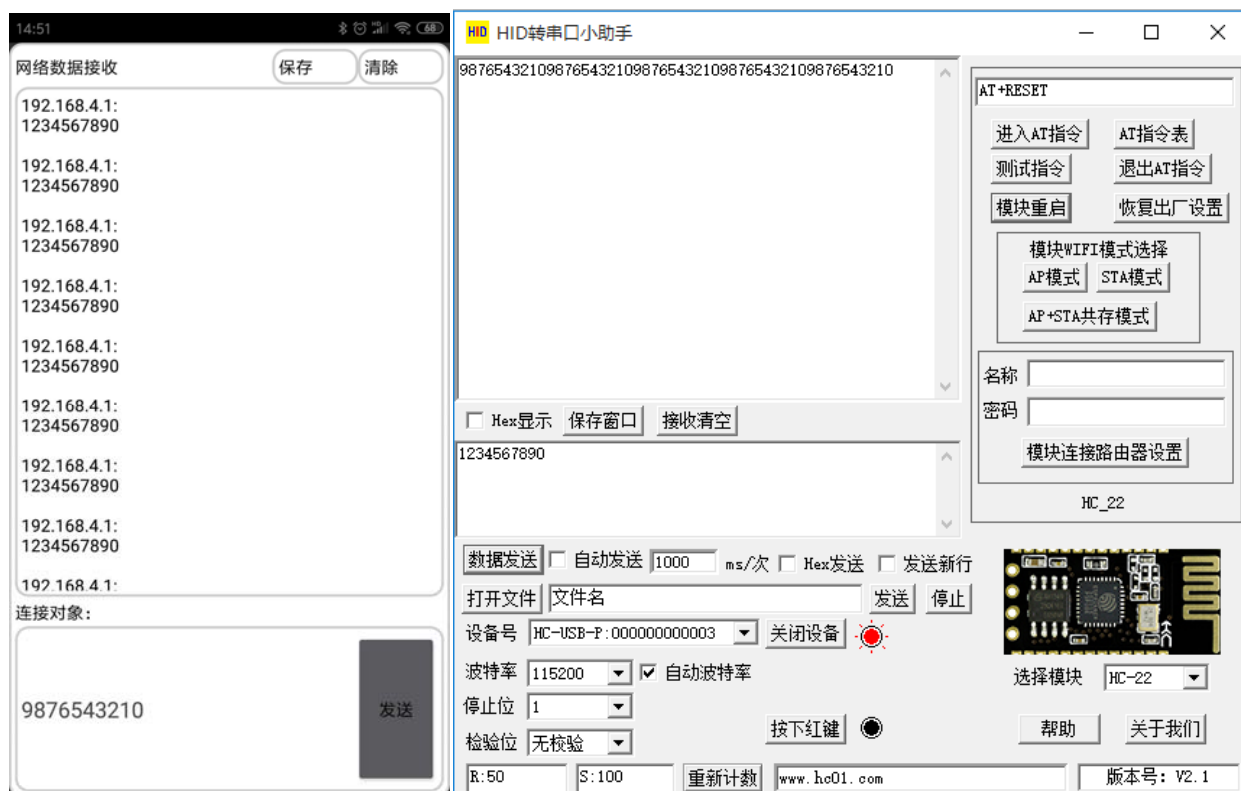 14:51
68
网络数据接收
保存
清除
192.168.4.1:
1234567890
192.168.4.1:
1234567890
192.168.4.1:
1234567890
192.168.4.1:
1234567890
192.168.4.1:
1234567890
192.168.4.1:
1234567890
192.168.4.1:
1234567890
192.168.4.1:
1234567890
192.168.4.1:
连接对象:
9876543210
发送
HID HID转串口小助手
98765432109876543210987654321098765432109876543210
Hex显示 保存窗口 接收清空
1234567890
数据发送 自动发送 1000 ms/次 Hex发送 发送新行
打开文件 文件名 发送 停止
设备号 HC-USB-P:000000000003 关闭设备
波特率 115200 自动波特率
停止位 1
检验位 无校验 按下红键
R:50 S:100 重新计数 www.hc01.com 版本号: V2.1
AT+RESET
进入AT指令 AT指令表
测试指令 退出AT指令
模块重启 恢复出厂设置
模块WIFI模式选择
AP模式 STA模式
AP+STA共存模式
名称
密码
模块连接路由器设置
HC_22
HC
选择模块 HC-22
帮助 关于我们